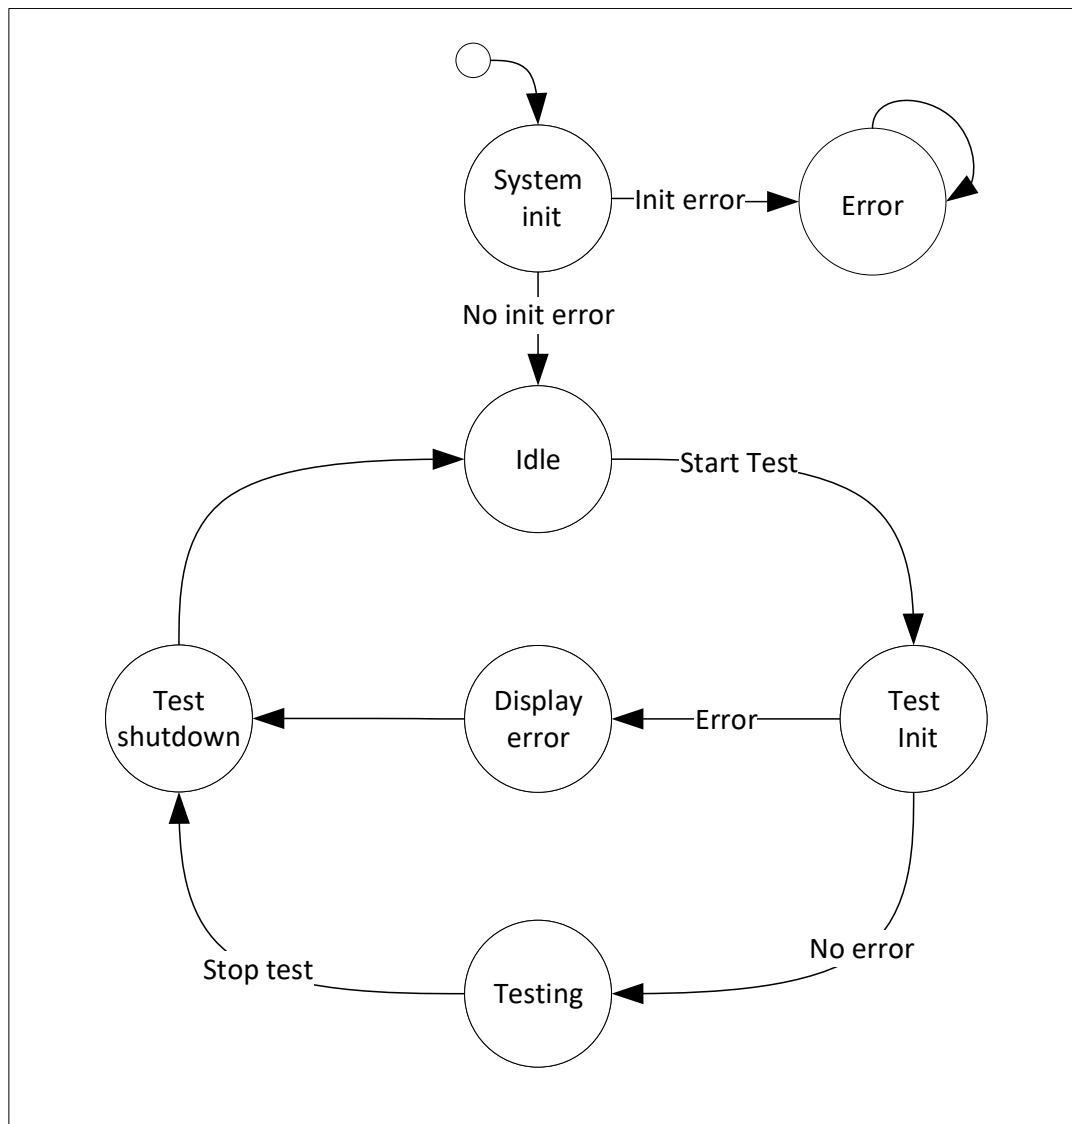 System
init
Init error
Error
No init error
Idle
Start Test
Test
shutdown
Display
error
Error
Test
Init
No error
Stop test
Testing